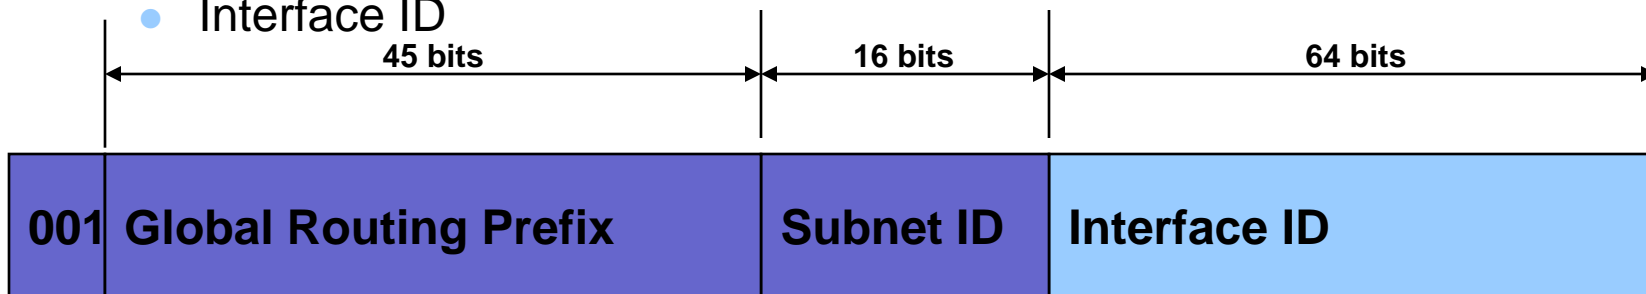 Interface ID
45 bits 16 bits 64 bits
001 Global Routing Prefix Subnet ID Interface ID